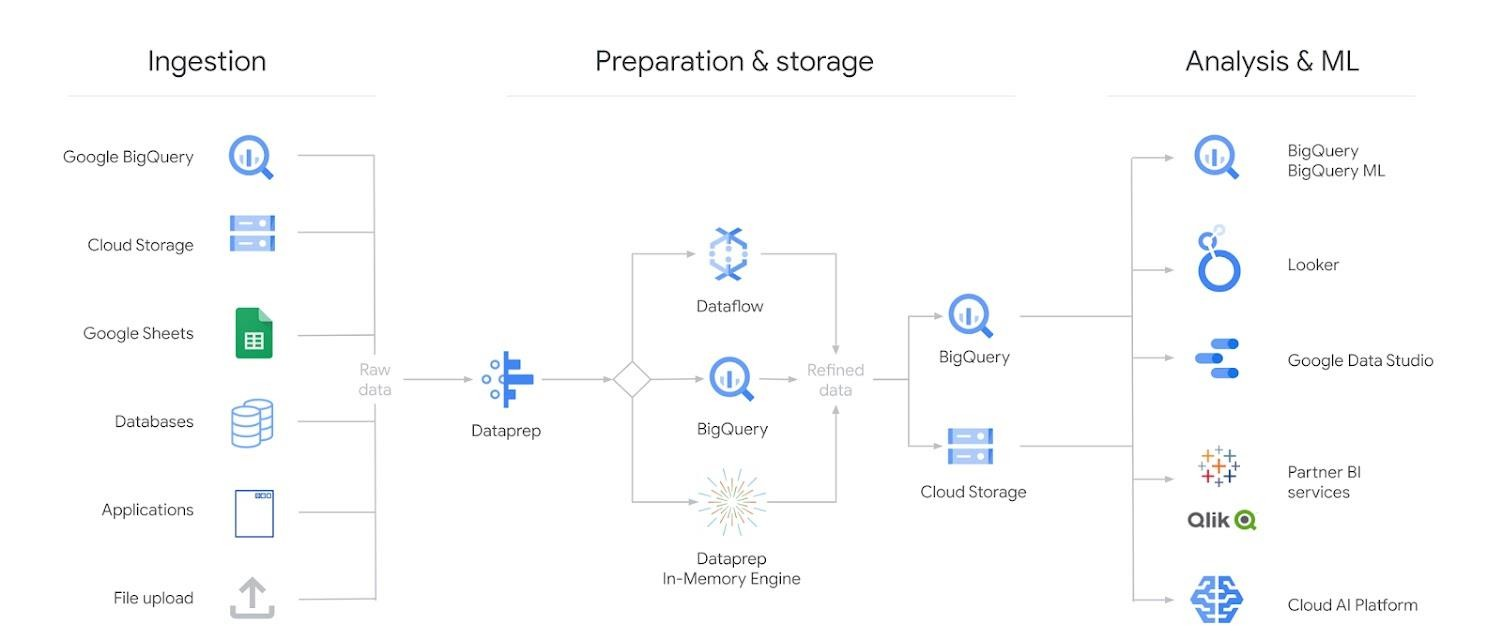 Ingestion
Google BigQuery
Cloud Storage
Google Sheets
Databases
Applications
File upload
Raw
data
Preparation & storage
Dataprep
Dataflow
BigQuery
Dataprep
In-Memory Engine
Refined
data
BigQuery
Cloud Storage
Analysis & ML
BigQuery
BigQuery ML
Looker
Google Data Studio
Partner BI
services
Qlik
Cloud AI Platform